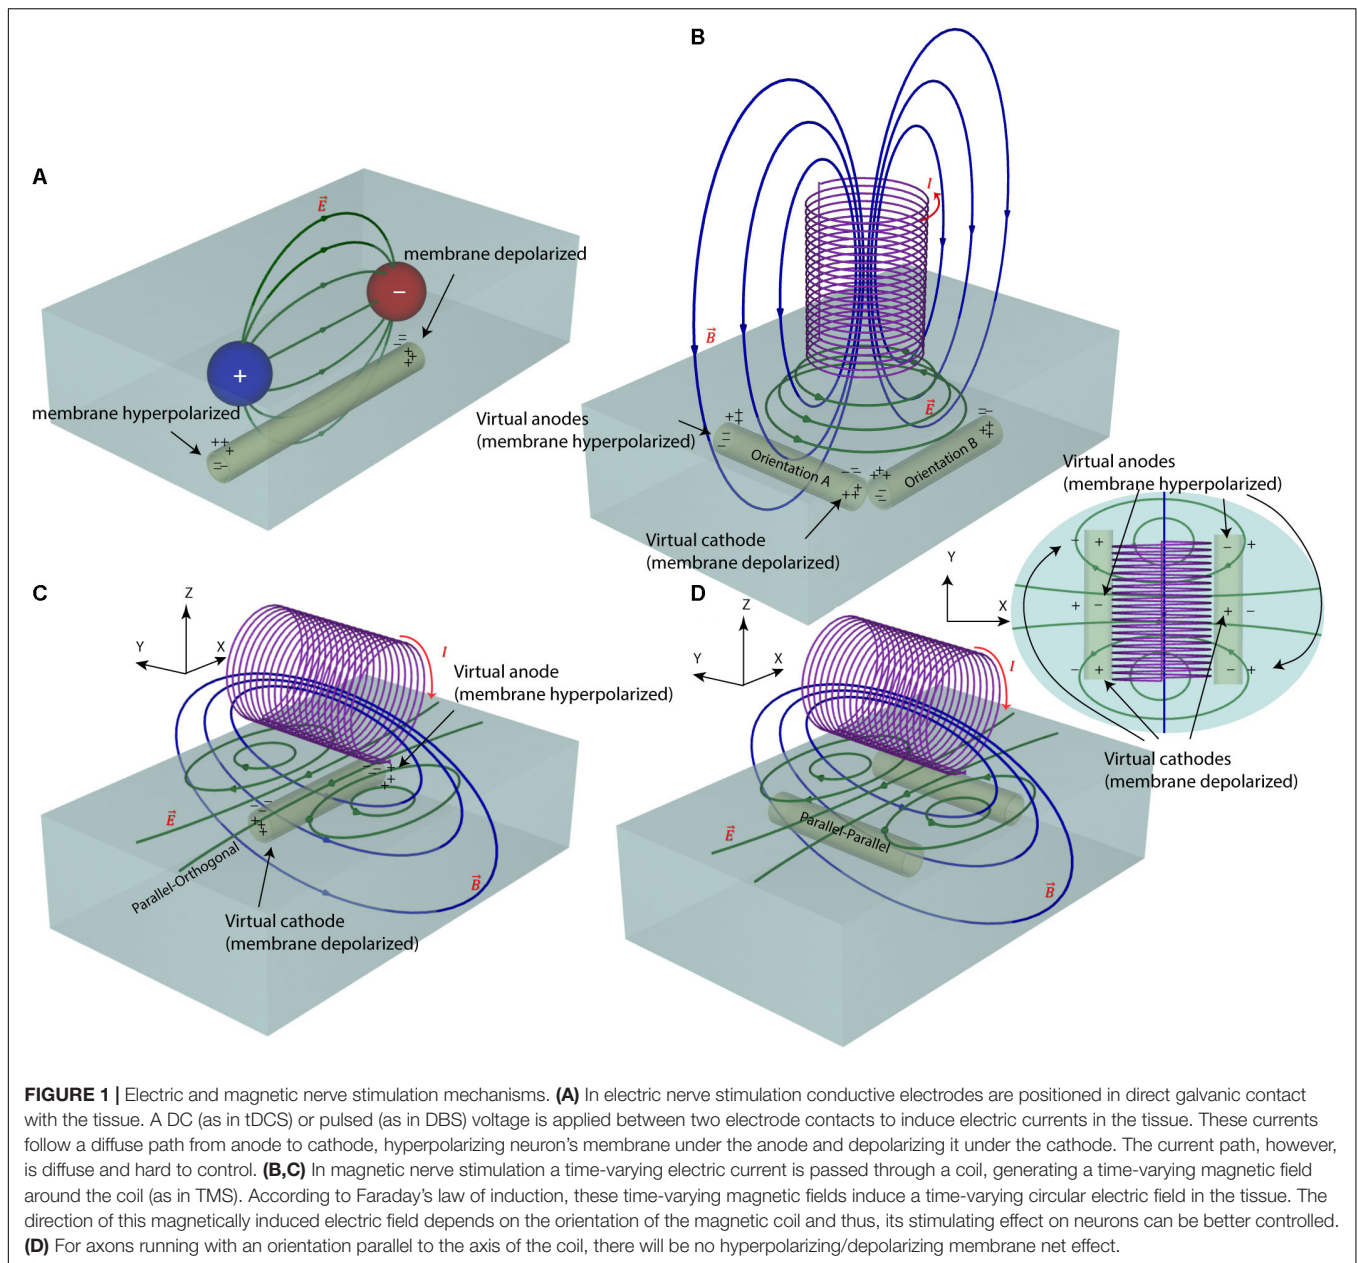 A
E
membrane depolarized
−
+
membrane hyperpolarized
B
I
B
E
Virtual anodes
(membrane hyperpolarized)
Orientation A
Orientation B
Virtual cathode
(membrane depolarized)
Virtual anodes
(membrane hyperpolarized)
Y
X
Virtual cathodes
(membrane depolarized)
C
Z
Y
X
I
Virtual anode
(membrane hyperpolarized)
E
Parallel-Orthogonal
B
Virtual cathode
(membrane depolarized)
D
Z
Y
X
I
E
Parallel-Parallel
B
FIGURE 1 | Electric and magnetic nerve stimulation mechanisms. (A) In electric nerve stimulation conductive electrodes are positioned in direct galvanic contact
with the tissue. A DC (as in tDCS) or pulsed (as in DBS) voltage is applied between two electrode contacts to induce electric currents in the tissue. These currents
follow a diffuse path from anode to cathode, hyperpolarizing neuron's membrane under the anode and depolarizing it under the cathode. The current path, however,
is diffuse and hard to control. (B,C) In magnetic nerve stimulation a time-varying electric current is passed through a coil, generating a time-varying magnetic field
around the coil (as in TMS). According to Faraday's law of induction, these time-varying magnetic fields induce a time-varying circular electric field in the tissue. The
direction of this magnetically induced electric field depends on the orientation of the magnetic coil and thus, its stimulating effect on neurons can be better controlled.
(D) For axons running with an orientation parallel to the axis of the coil, there will be no hyperpolarizing/depolarizing membrane net effect.